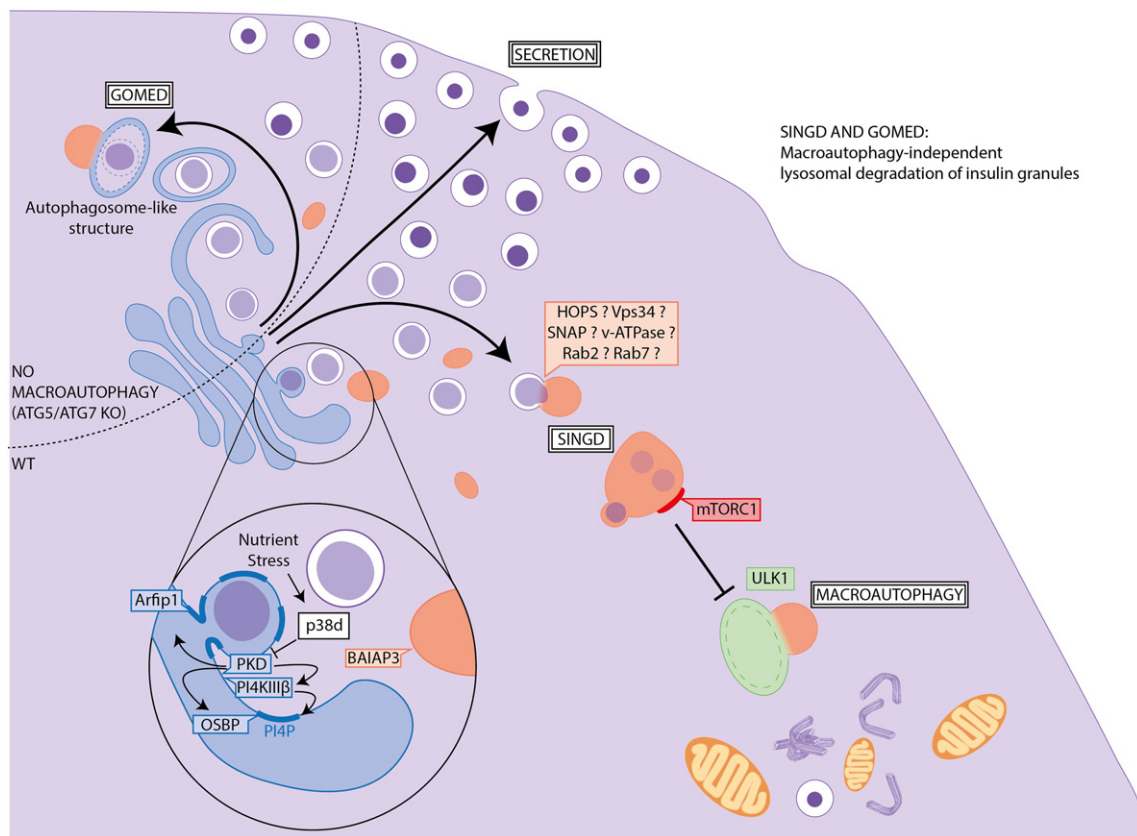 SECRETION
GOMED
SINGD AND GOMED:
Macroautophagy-independent
lysosomal degradation of insulin granules
Autophagosome-like
structure
HOPS ? Vps34 ?
SNAP ? v-ATPase ?
Rab2 ? Rab7 ?
NO
MACROAUTOPHAGY
(ATG5/ATG7 KO)
WT
SINGD
mTORC1
ULK1
MACROAUTOPHAGY
Nutrient
Stress
Arfip1
p38d
PKD
BAIAP3
PI4KIIIβ
OSBP
PI4P